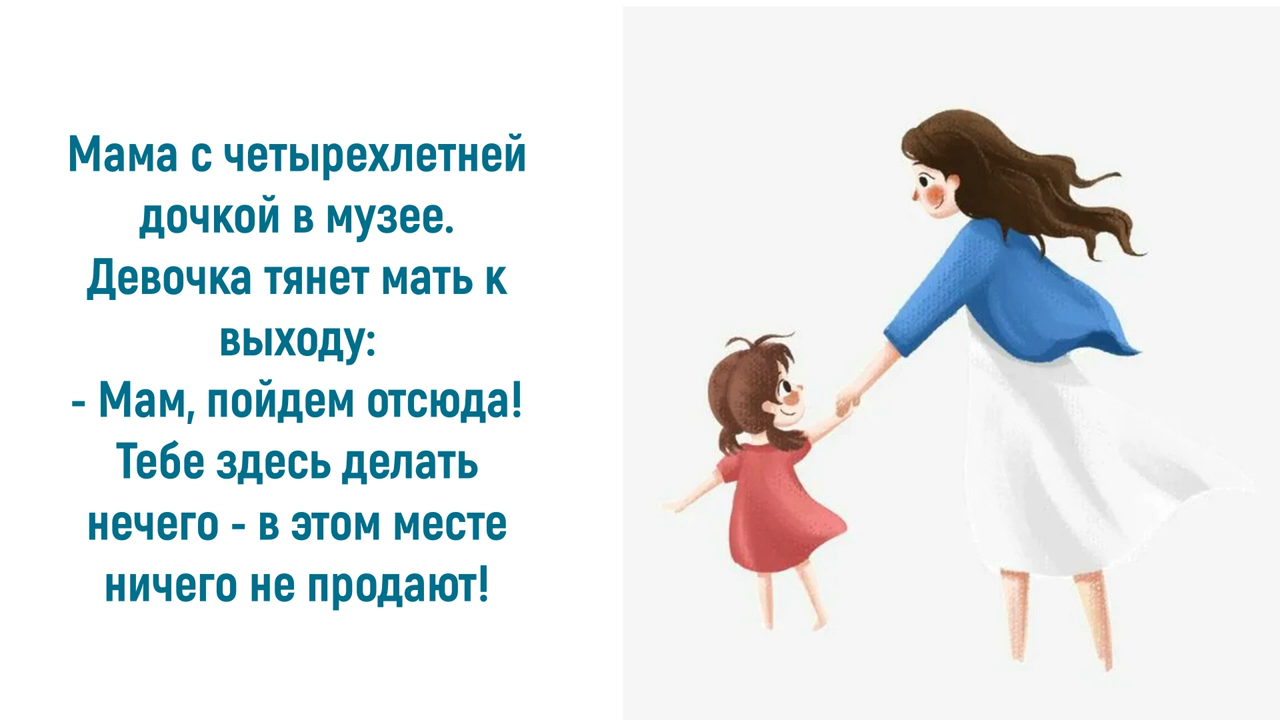 Мама с четырехлетней
дочкой в музее.
Девочка тянет мать к
выходу:
- Мам, пойдем отсюда!
Тебе здесь делать
нечего - в этом месте
ничего не продают!